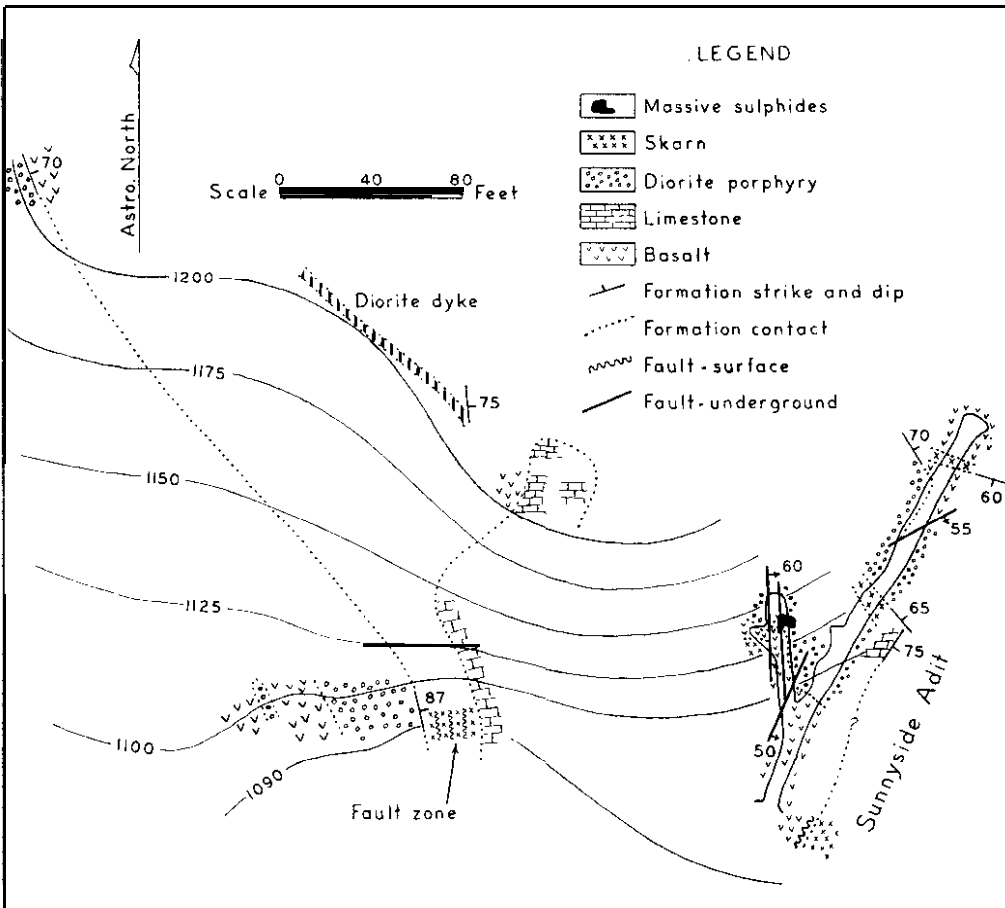 Astro. North
LEGEND
Massive sulphides
Skarn
Diorite porphyry
Limestone
Basalt
Formation strike and dip
Formation contact
Fault-surface
Fault-underground
Scale 0 40 80 Feet
70
1200
Diorite dyke
1175
75
1150
70
60
55
1125
60
65
75
87
50
1100
1090
?
Fault zone
Sunnyside Adit